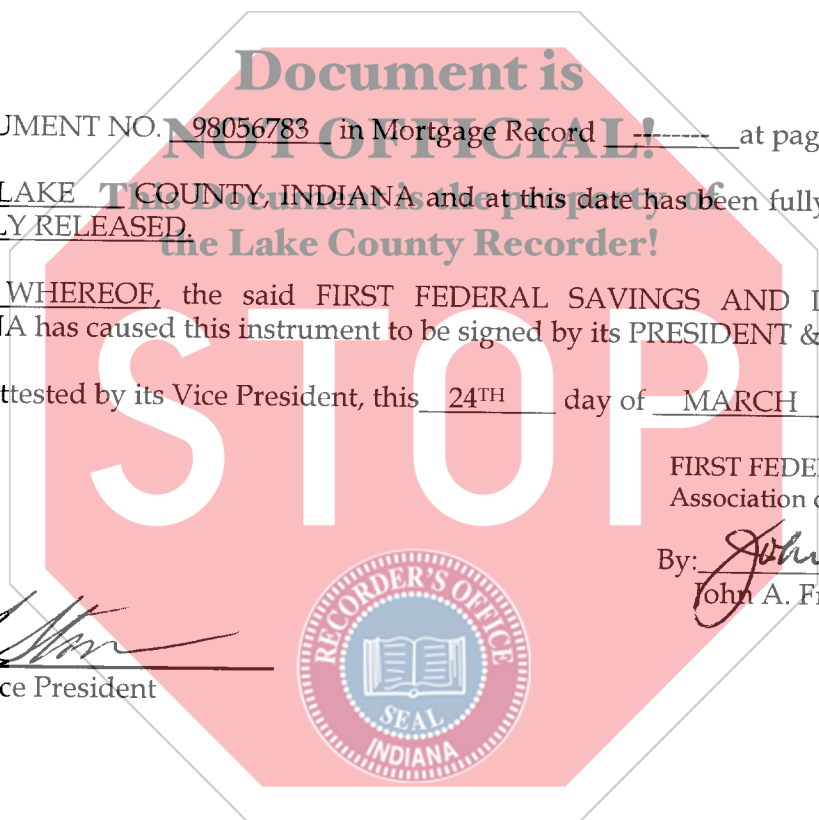 Document is
UMENT NO. 98056783 in Mortgage Record -------- at pag
NOT OFFICIAL!
LAKE COUNTY, INDIANA and at this date has been fully
This Document is the property of
LY RELEASED.
the Lake County Recorder!
WHEREOF, the said FIRST FEDERAL SAVINGS AND L
NA has caused this instrument to be signed by its PRESIDENT &
ttested by its Vice President, this 24TH day of MARCH
STOP
FIRST FEDE
Association
By: John
John A. F
ce President
RECORDER'S OFFICE
SEAL
INDIANA